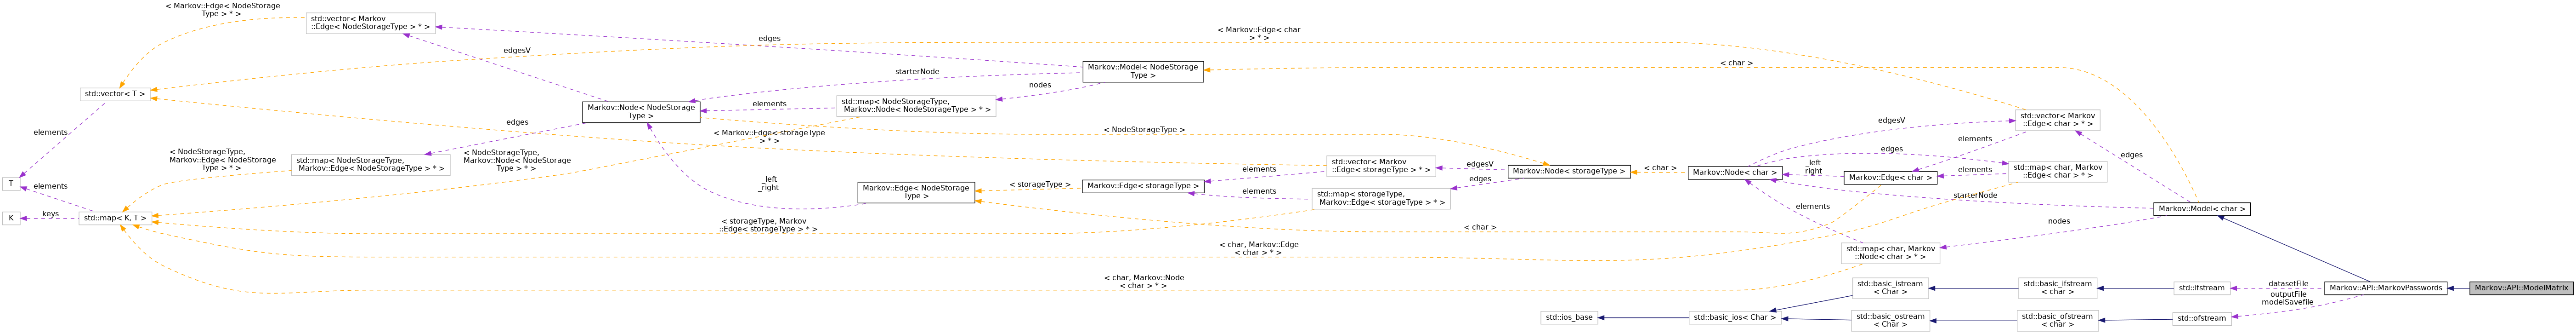 < Markov::Edge< NodeStorage
Type > * >
std::vector< Markov
::Edge< NodeStorageType > * >
edgesV
edges
< Markov::Edge< char
> * >
< char >
std::vector< T >
Markov::Model< NodeStorage
Type >
starterNode
nodes
Markov::Node< NodeStorage
Type >
elements
std::map< NodeStorageType,
Markov::Node< NodeStorageType > * >
std::vector< Markov
::Edge< char > * >
edgesV
elements
edges
< Markov::Edge< storageType
> * >
< NodeStorageType >
elements
edges
edges
< NodeStorageType,
Markov::Edge< NodeStorage
Type > * >
std::map< NodeStorageType,
Markov::Edge< NodeStorageType > * >
< NodeStorageType,
Markov::Node< NodeStorage
Type > * >
std::vector< Markov
::Edge< storageType > * >
edgesV
Markov::Node< storageType >
< char >
Markov::Node< char >
_left
_right
Markov::Edge< char >
elements
std::map< char, Markov
::Edge< char > * >
T
elements
_left
_right
Markov::Edge< NodeStorage
Type >
< storageType >
Markov::Edge< storageType >
elements
elements
edges
std::map< storageType,
Markov::Edge< storageType > * >
starterNode
elements
Markov::Model< char >
K
keys
std::map< K, T >
< storageType, Markov
::Edge< storageType > * >
< char >
nodes
< char, Markov::Edge
< char > * >
std::map< char, Markov
::Node< char > * >
< char, Markov::Node
< char > * >
std::basic_istream
< Char >
std::basic_ifstream
< char >
std::ifstream
datasetFile
outputFile
modelSavefile
Markov::API::MarkovPasswords
Markov::API::ModelMatrix
std::ios_base
std::basic_ios< Char >
std::basic_ostream
< Char >
std::basic_ofstream
< char >
std::ofstream